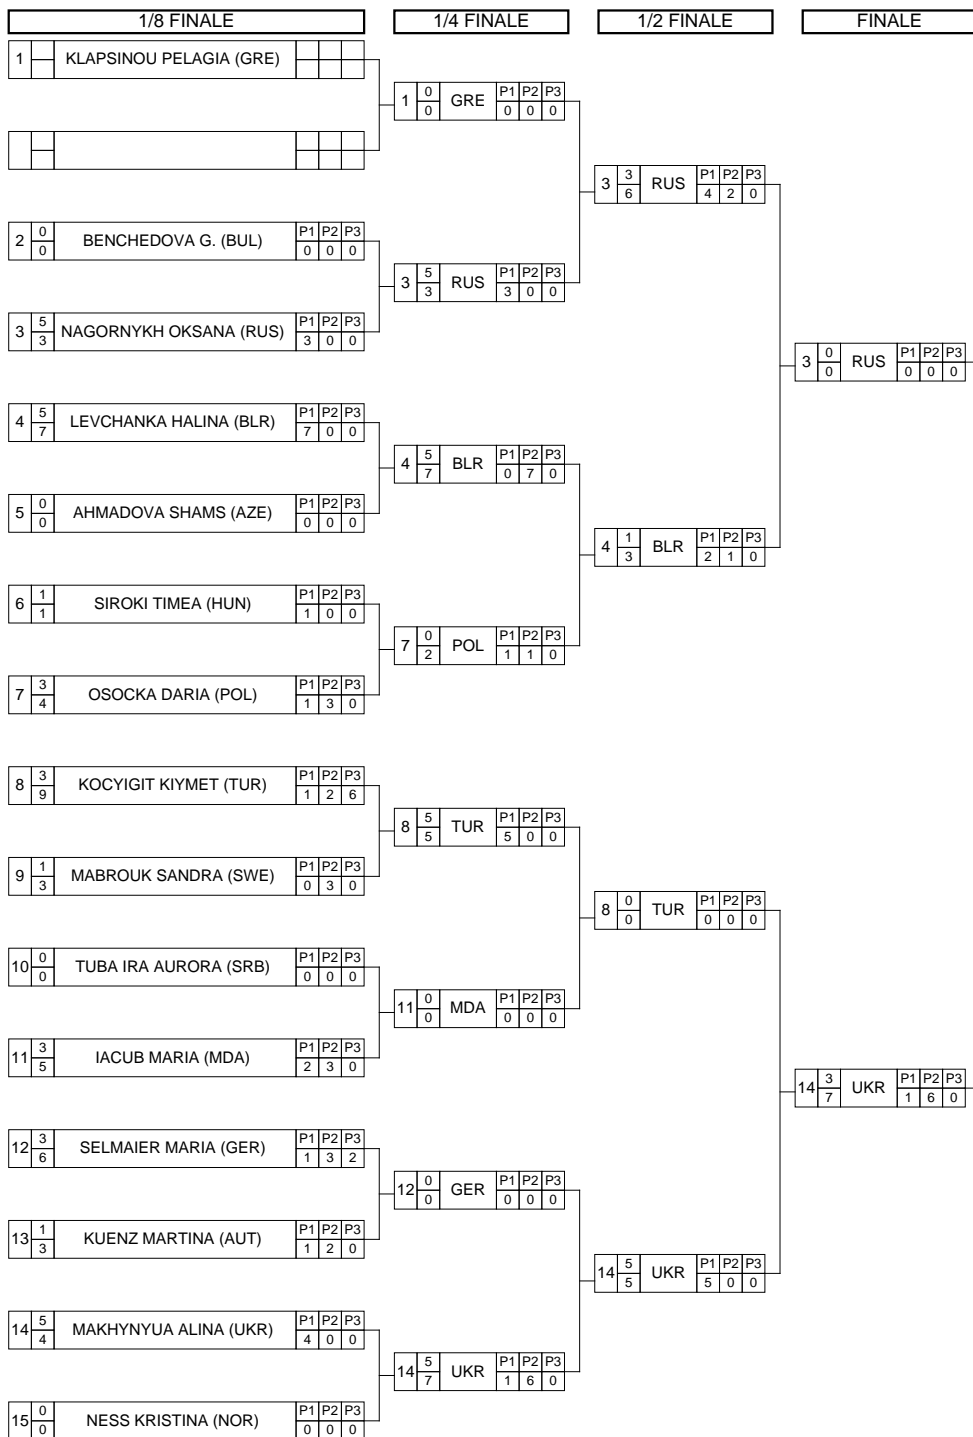 1/8 FINALE
1/4 FINALE
1/2 FINALE
FINALE
1 KLAPSINOU PELAGIA (GRE)
1 0 0 GRE P1 P2 P3 0 0 0
3 3 6 RUS P1 P2 P3 4 2 0
2 0 0 BENCHEDOVA G. (BUL) P1 P2 P3 0 0 0
3 5 3 RUS P1 P2 P3 3 0 0
3 5 3 NAGORNYKH OKSANA (RUS) P1 P2 P3 3 0 0
3 0 0 RUS P1 P2 P3 0 0 0
4 5 7 LEVCHANKA HALINA (BLR) P1 P2 P3 7 0 0
4 5 7 BLR P1 P2 P3 0 7 0
5 0 0 AHMADOVA SHAMS (AZE) P1 P2 P3 0 0 0
4 1 3 BLR P1 P2 P3 2 1 0
6 1 1 SIROKI TIMEA (HUN) P1 P2 P3 1 0 0
7 0 2 POL P1 P2 P3 1 1 0
7 3 4 OSOCKA DARIA (POL) P1 P2 P3 1 3 0
8 3 9 KOCYIGIT KIYMET (TUR) P1 P2 P3 1 2 6
8 5 5 TUR P1 P2 P3 5 0 0
9 1 3 MABROUK SANDRA (SWE) P1 P2 P3 0 3 0
8 0 0 TUR P1 P2 P3 0 0 0
10 0 0 TUBA IRA AURORA (SRB) P1 P2 P3 0 0 0
11 0 0 MDA P1 P2 P3 0 0 0
11 3 5 IACUB MARIA (MDA) P1 P2 P3 2 3 0
14 3 7 UKR P1 P2 P3 1 6 0
12 3 6 SELMAIER MARIA (GER) P1 P2 P3 1 3 2
12 0 0 GER P1 P2 P3 0 0 0
13 1 3 KUENZ MARTINA (AUT) P1 P2 P3 1 2 0
14 5 5 UKR P1 P2 P3 5 0 0
14 5 4 MAKHYNYUA ALINA (UKR) P1 P2 P3 4 0 0
14 5 7 UKR P1 P2 P3 1 6 0
15 0 0 NESS KRISTINA (NOR) P1 P2 P3 0 0 0